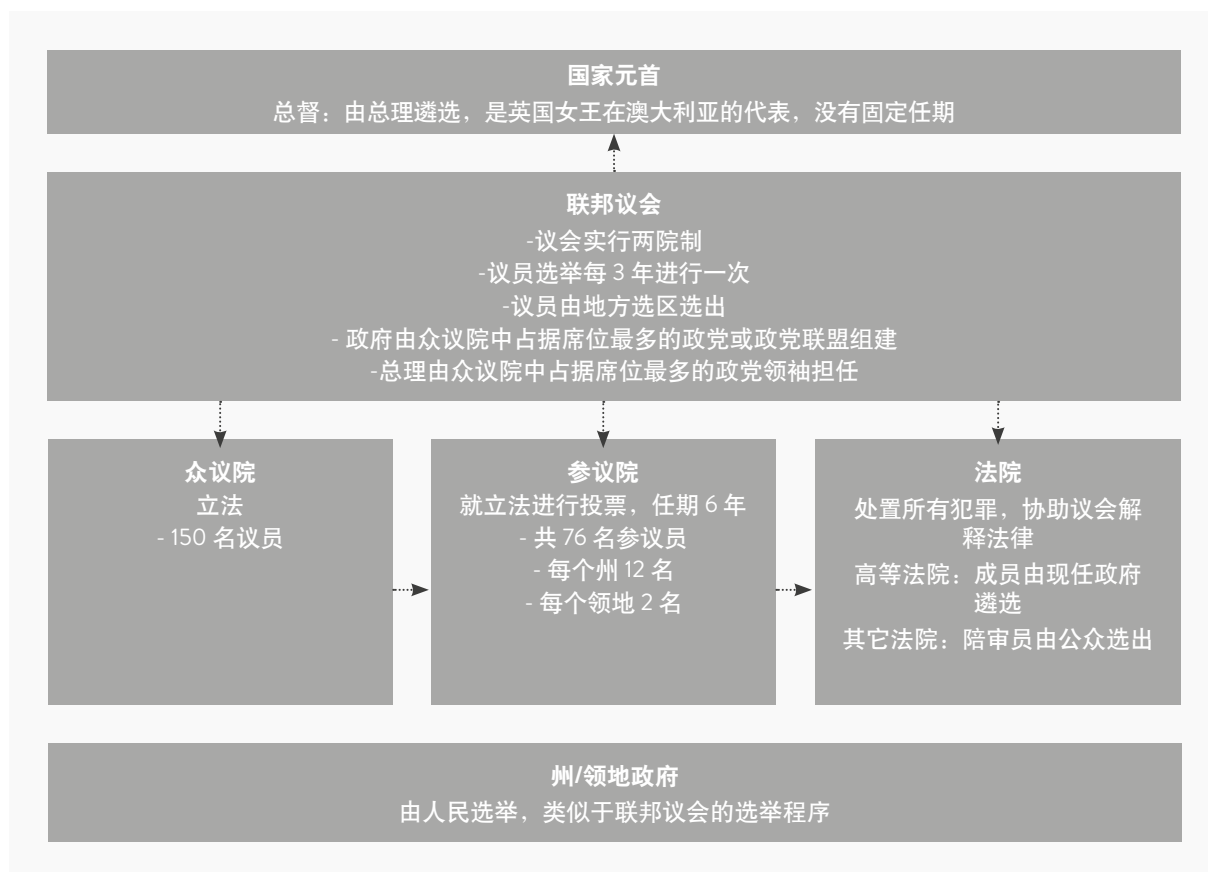 国家元首
总督：由总理遴选，是英国女王在澳大利亚的代表，没有固定任期
联邦议会
-议会实行两院制
-议员选举每 3 年进行一次
-议员由地方选区选出
- 政府由众议院中占据席位最多的政党或政党联盟组建
-总理由众议院中占据席位最多的政党领袖担任
众议院
立法
- 150 名议员
参议院
就立法进行投票，任期 6 年
- 共 76 名参议员
- 每个州 12 名
- 每个领地 2 名
法院
处置所有犯罪，协助议会解
释法律
高等法院：成员由现任政府
遴选
其它法院：陪审员由公众选出
州/领地政府
由人民选举，类似于联邦议会的选举程序